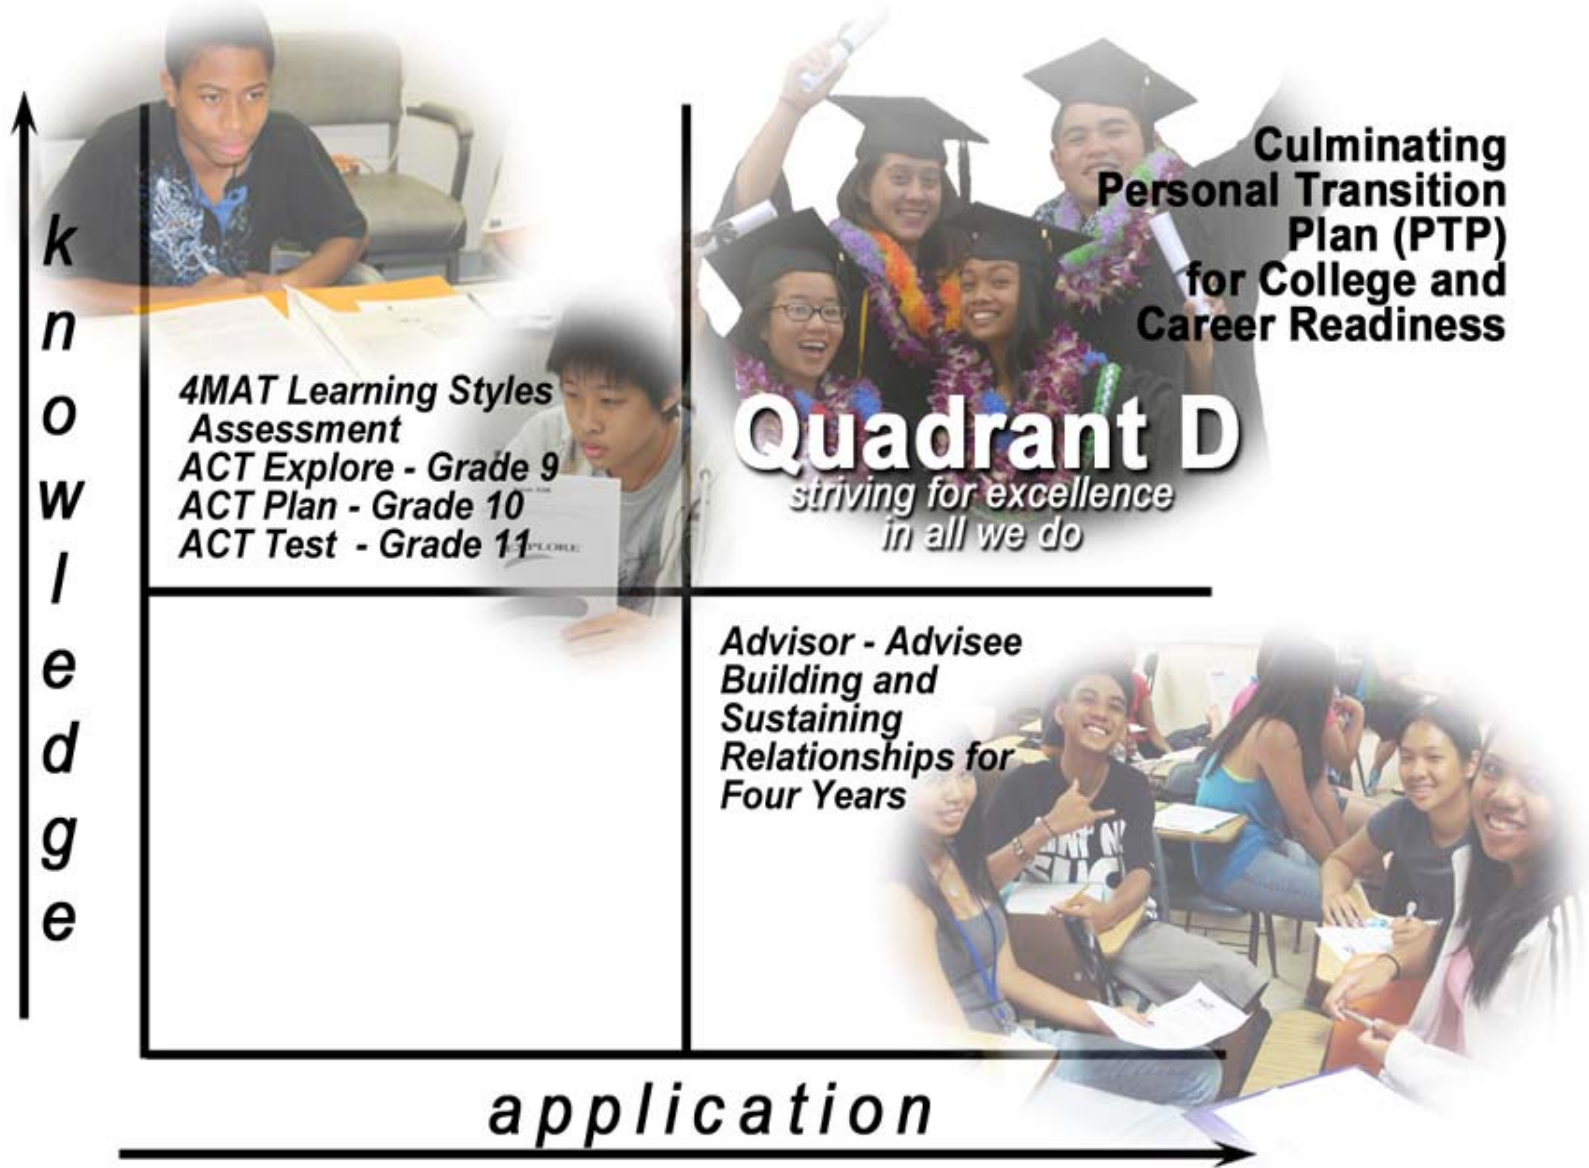 knowledge
4MAT Learning Styles
Assessment
ACT Explore - Grade 9
ACT Plan - Grade 10
ACT Test - Grade 11
EXPLORE
Culminating
Personal Transition
Plan (PTP)
for College and
Career Readiness
Quadrant D
striving for excellence
in all we do
Advisor - Advisee
Building and
Sustaining
Relationships for
Four Years
application